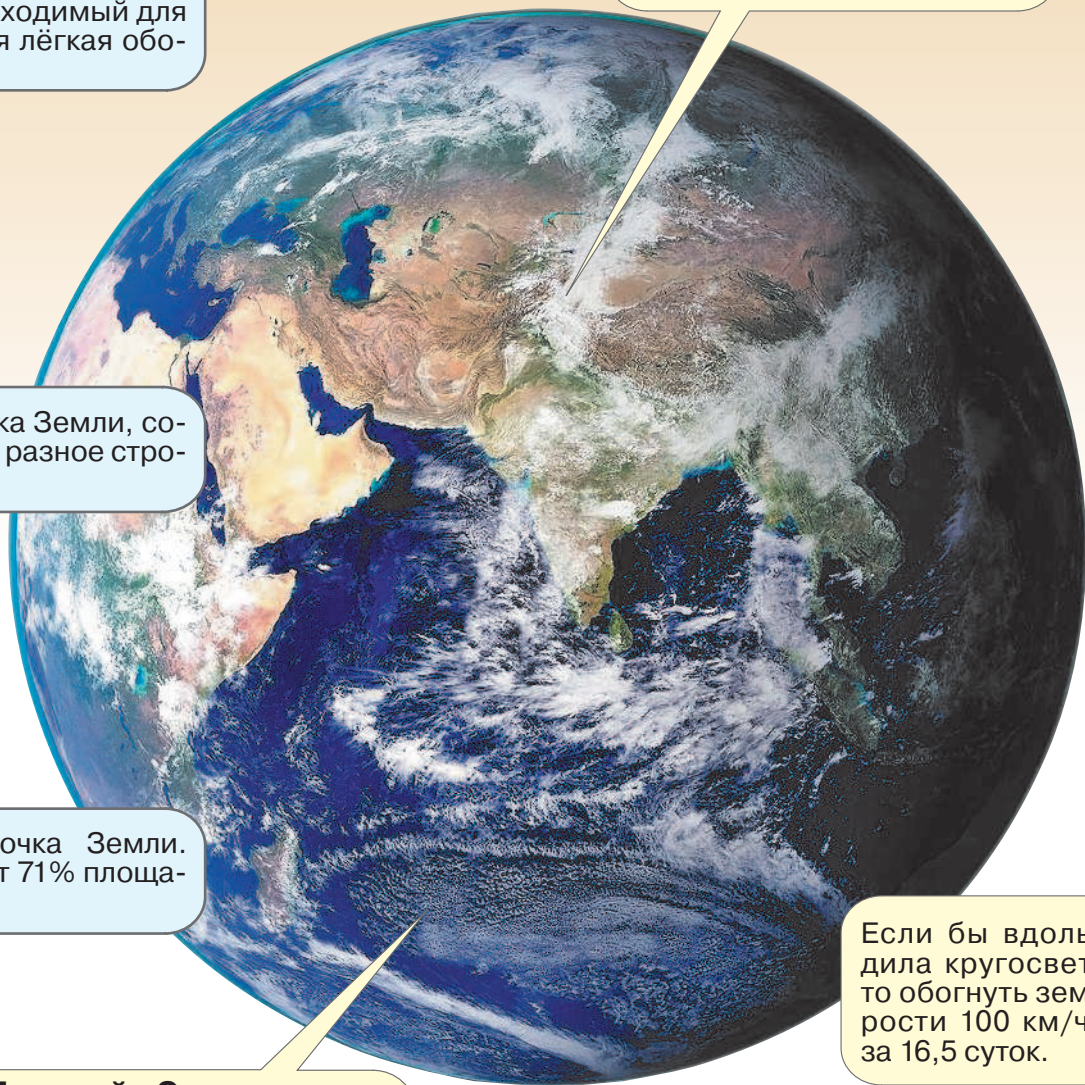 ходимый для
я лёгкая обо-
ка Земли, со-
разное стро-
очка Земли.
т 71% площа-
Если бы вдоль
дила кругосвет
то обогнуть зем
рости 100 км/ч
за 16,5 суток.